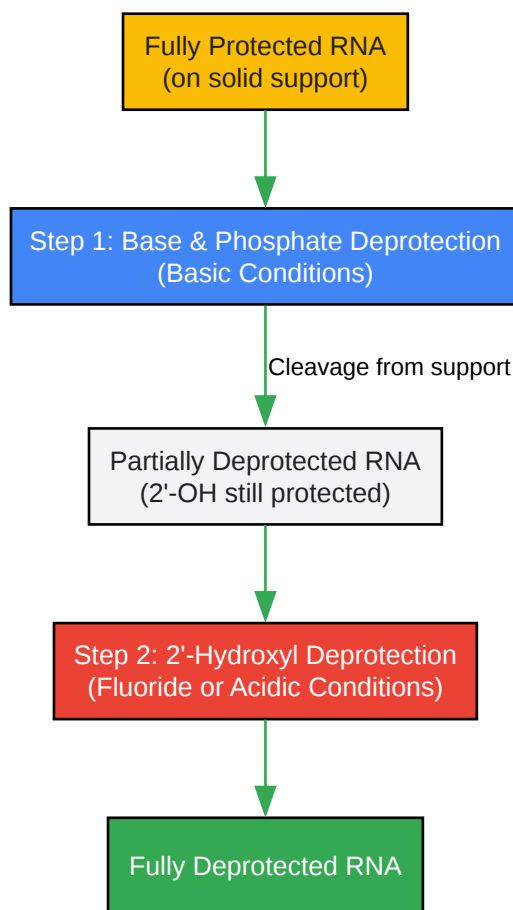 Fully Protected RNA
(on solid support)
Step 1: Base & Phosphate Deprotection
(Basic Conditions)
Cleavage from support
Partially Deprotected RNA
(2'-OH still protected)
Step 2: 2'-Hydroxyl Deprotection
(Fluoride or Acidic Conditions)
Fully Deprotected RNA